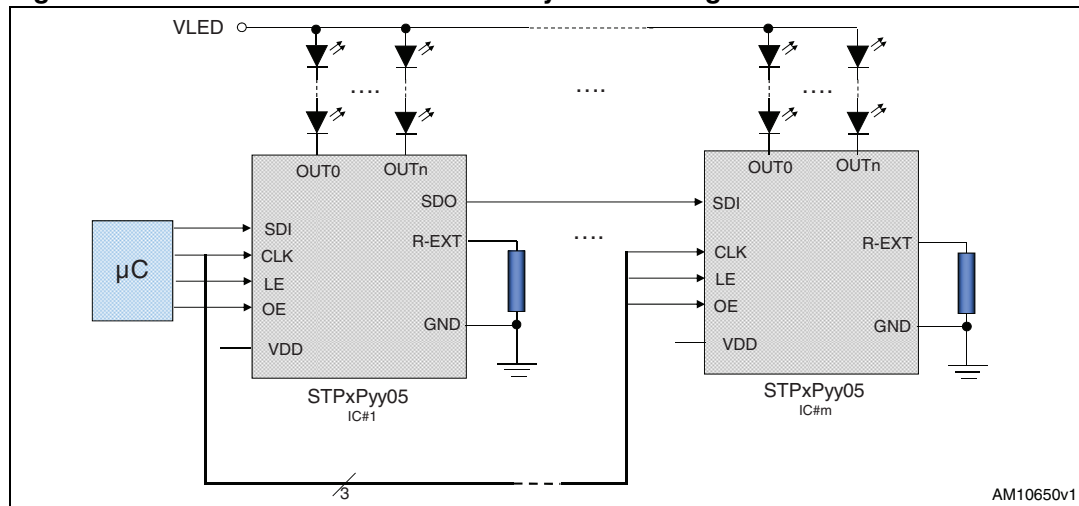 VLED
....
....
....
OUT0 OUTn
OUT0 OUTn
SDO
SDI
SDI
R-EXT
....
R-EXT
µC
CLK
CLK
LE
LE
OE
OE
GND
GND
VDD
VDD
STPxPyy05
IC#1
STPxPyy05
IC#m
3
AM10650v1